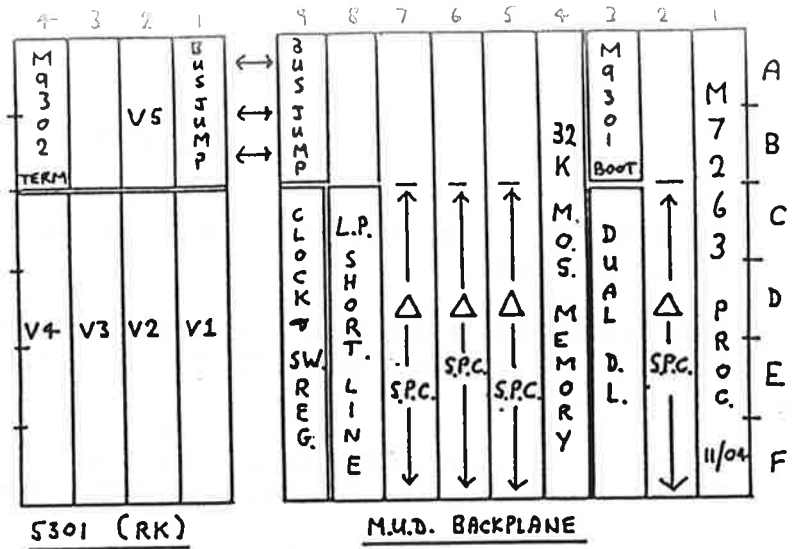 4 3 2 1 9 8 7 6 5 4 3 2 1
M9302
TERM
V5
BUS JUMP
BUS JUMP
M9301
BOOT
A
B
C
D
E
F
V4 V3 V2 V1
CLOCK & SW. REG.
L.P. SHORT. LINE
S.P.C.
S.P.C.
S.P.C.
32K M.O.S. MEMORY
DUAL D.L.
S.P.C.
M7263 PROC. 11/04
5301 (RK)
M.U.D. BACKPLANE